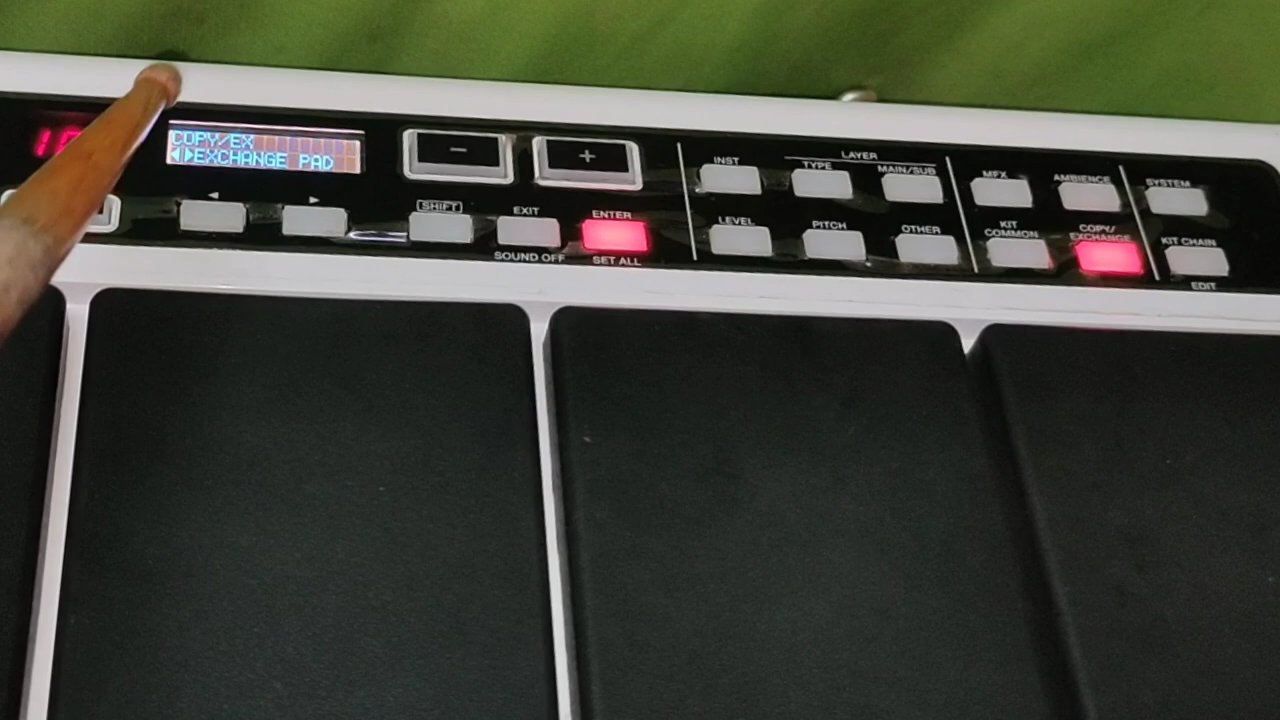 COPY/EX
◀▶EXCHANGE PAD
−
+
◄
►
SHIFT
EXIT
ENTER
SOUND OFF
SET ALL
INST
LAYER
TYPE
MAIN/SUB
LEVEL
PITCH
OTHER
MFX
AMBIENCE
KIT
COMMON
COPY/
EXCHANGE
SYSTEM
KIT CHAIN
EDIT